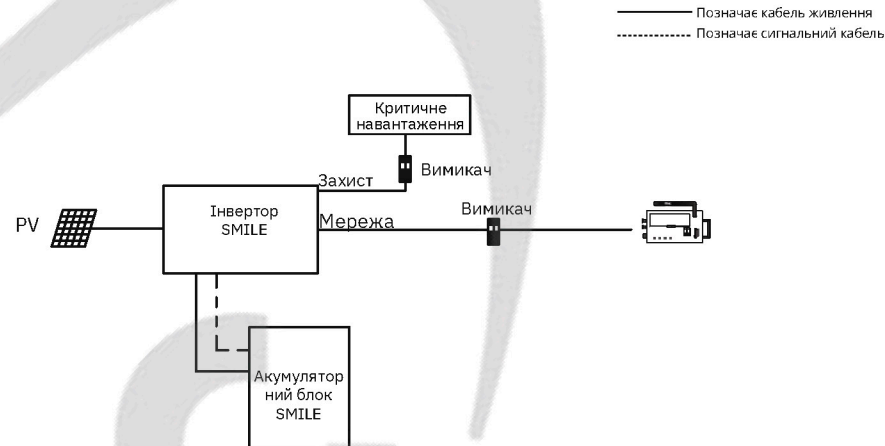 Позначає кабель живлення
Позначає сигнальний кабель
Критичне
навантаження
Вимикач
Захист
PV
Інвертор
SMILE
Мережа
Вимикач
Акумулятор
ний блок
SMILE